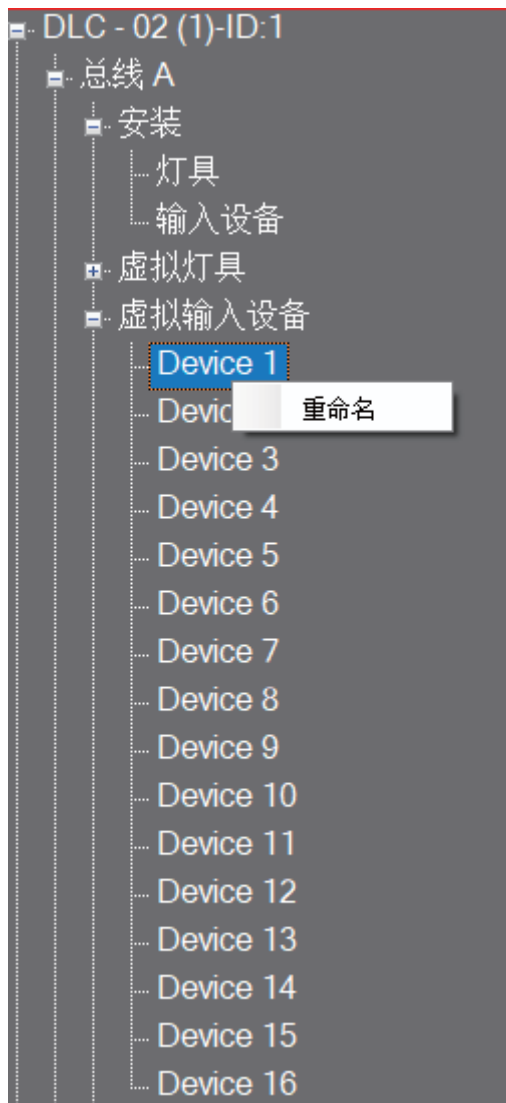 DLC - 02 (1)-ID:1
总线 A
安装
灯具
输入设备
虚拟灯具
虚拟输入设备
Device 1
Devic
重命名
Device 3
Device 4
Device 5
Device 6
Device 7
Device 8
Device 9
Device 10
Device 11
Device 12
Device 13
Device 14
Device 15
Device 16